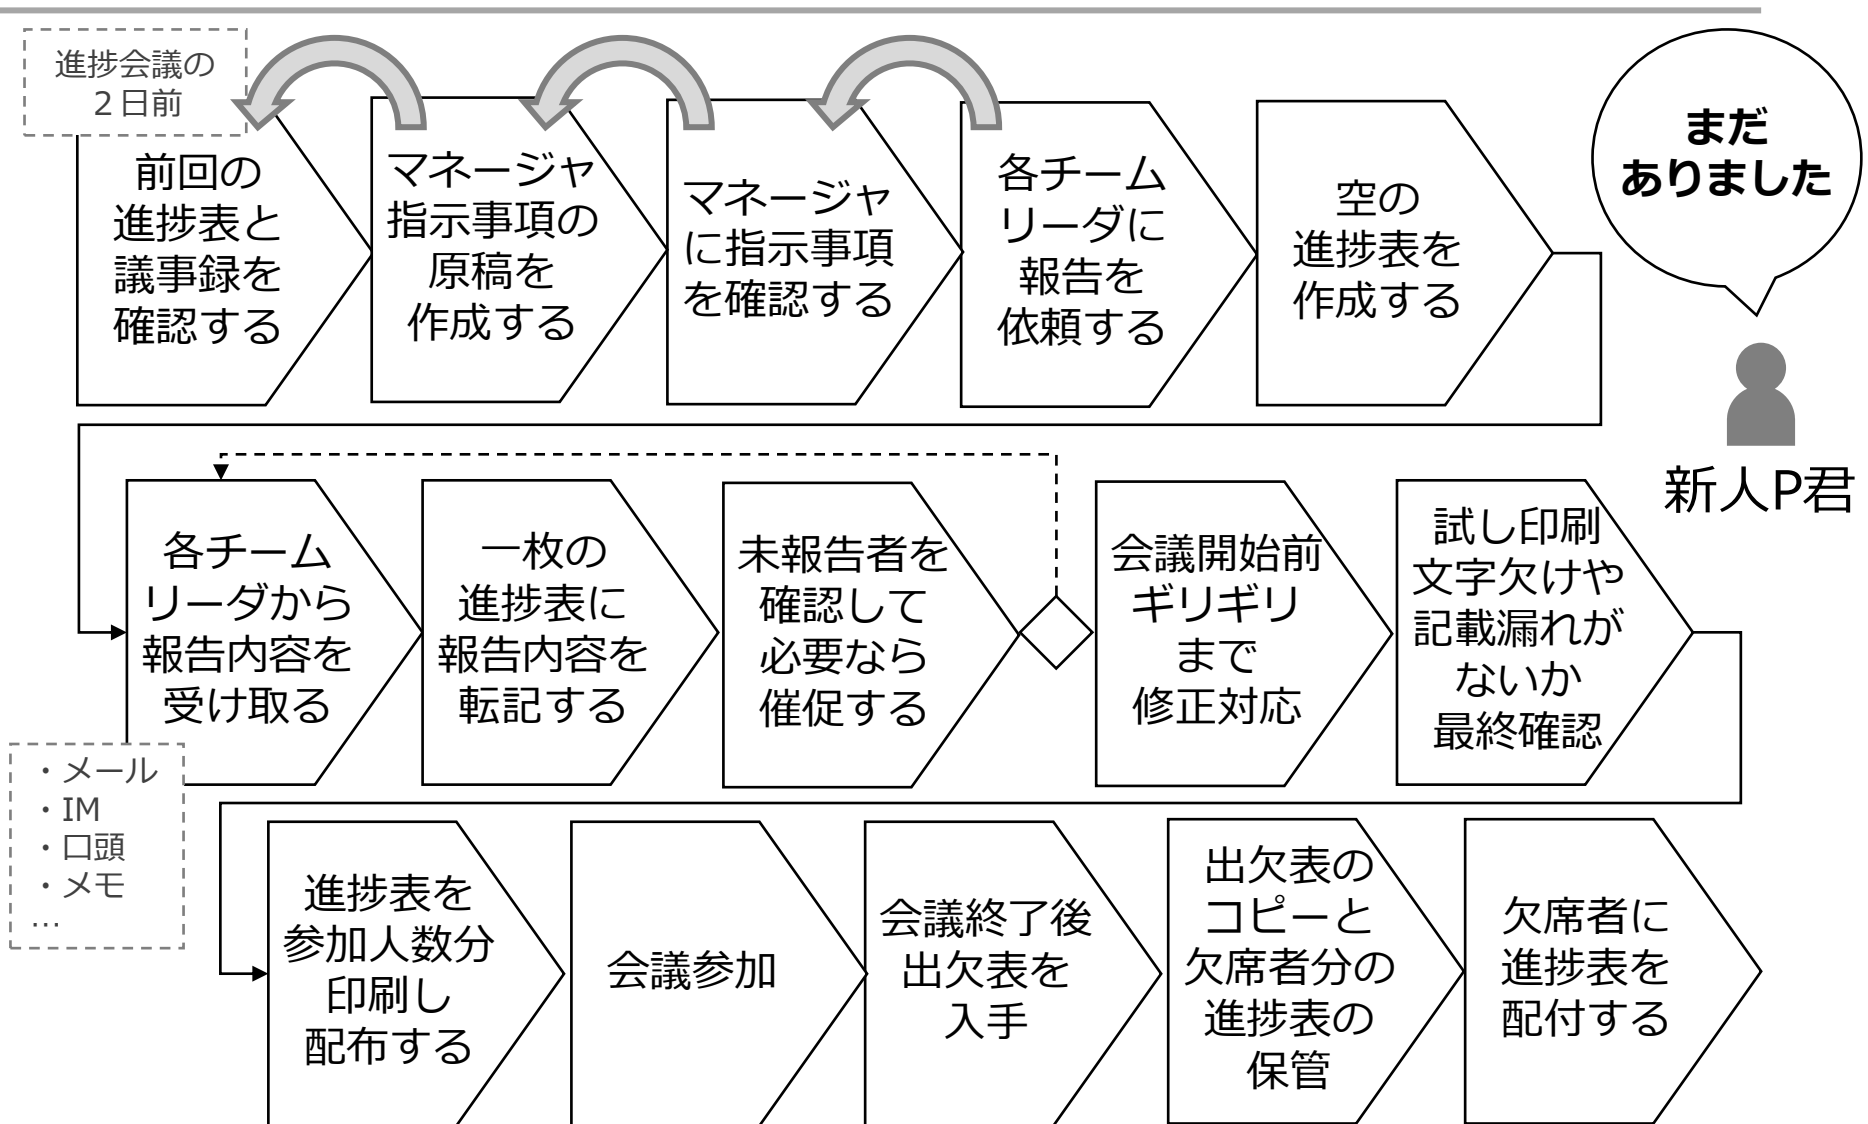 進捗会議の
２日前
前回の
進捗表と
議事録を
確認する
マネージャ
指示事項の
原稿を
作成する
マネージャ
に指示事項
を確認する
各チーム
リーダに
報告を
依頼する
空の
進捗表を
作成する
まだ
ありました
新人P君
各チーム
リーダから
報告内容を
受け取る
一枚の
進捗表に
報告内容を
転記する
未報告者を
確認して
必要なら
催促する
会議開始前
ギリギリ
まで
修正対応
試し印刷
文字欠けや
記載漏れが
ないか
最終確認
・メール
・IM
・口頭
・メモ
…
進捗表を
参加人数分
印刷し
配布する
会議参加
会議終了後
出欠表を
入手
出欠表の
コピーと
欠席者分の
進捗表の
保管
欠席者に
進捗表を
配付する